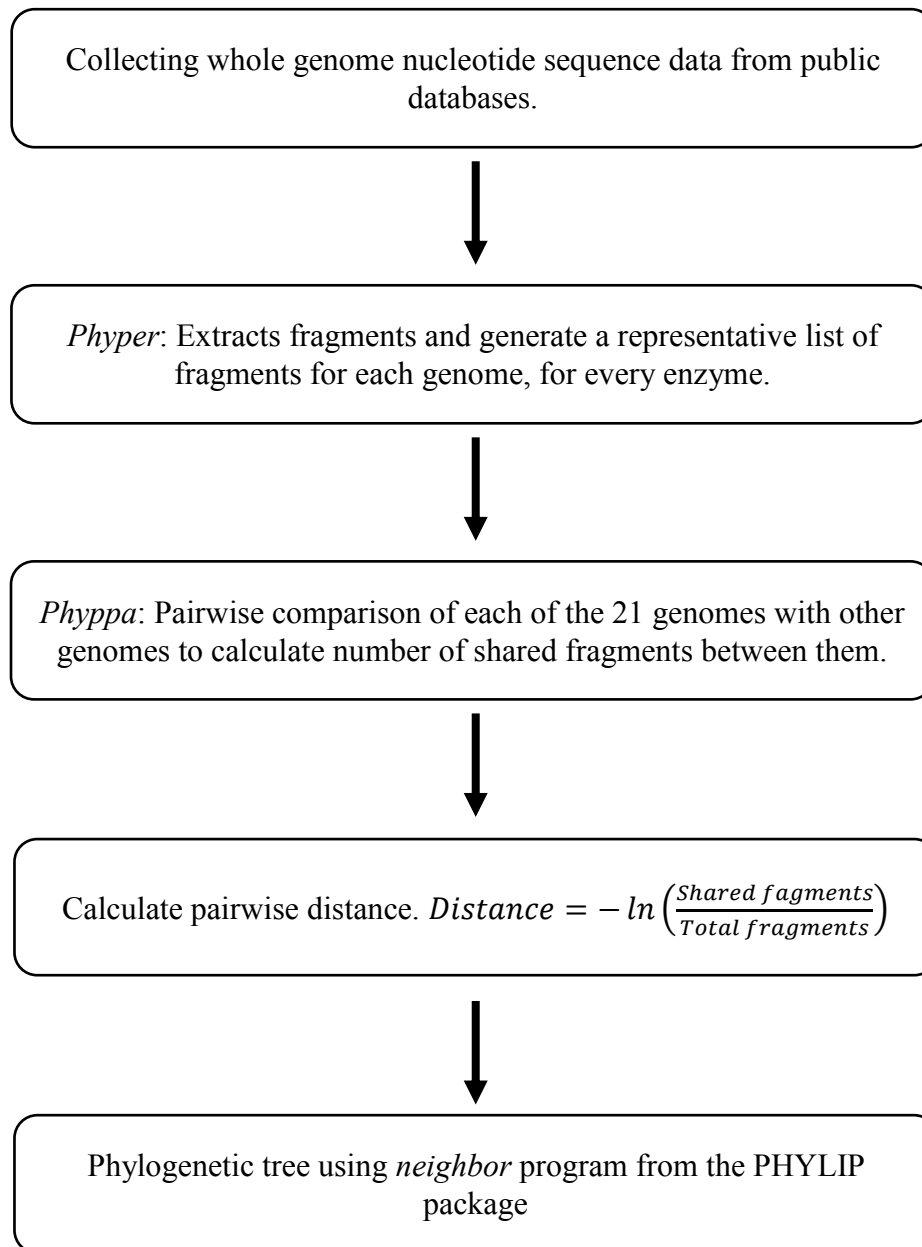 Collecting whole genome nucleotide sequence data from public
databases.
Phyper: Extracts fragments and generate a representative list of
fragments for each genome, for every enzyme.
Phyppa: Pairwise comparison of each of the 21 genomes with other
genomes to calculate number of shared fragments between them.
Calculate pairwise distance. Distance = − ln (Shared fagments / Total fragments)
Phylogenetic tree using neighbor program from the PHYLIP
package